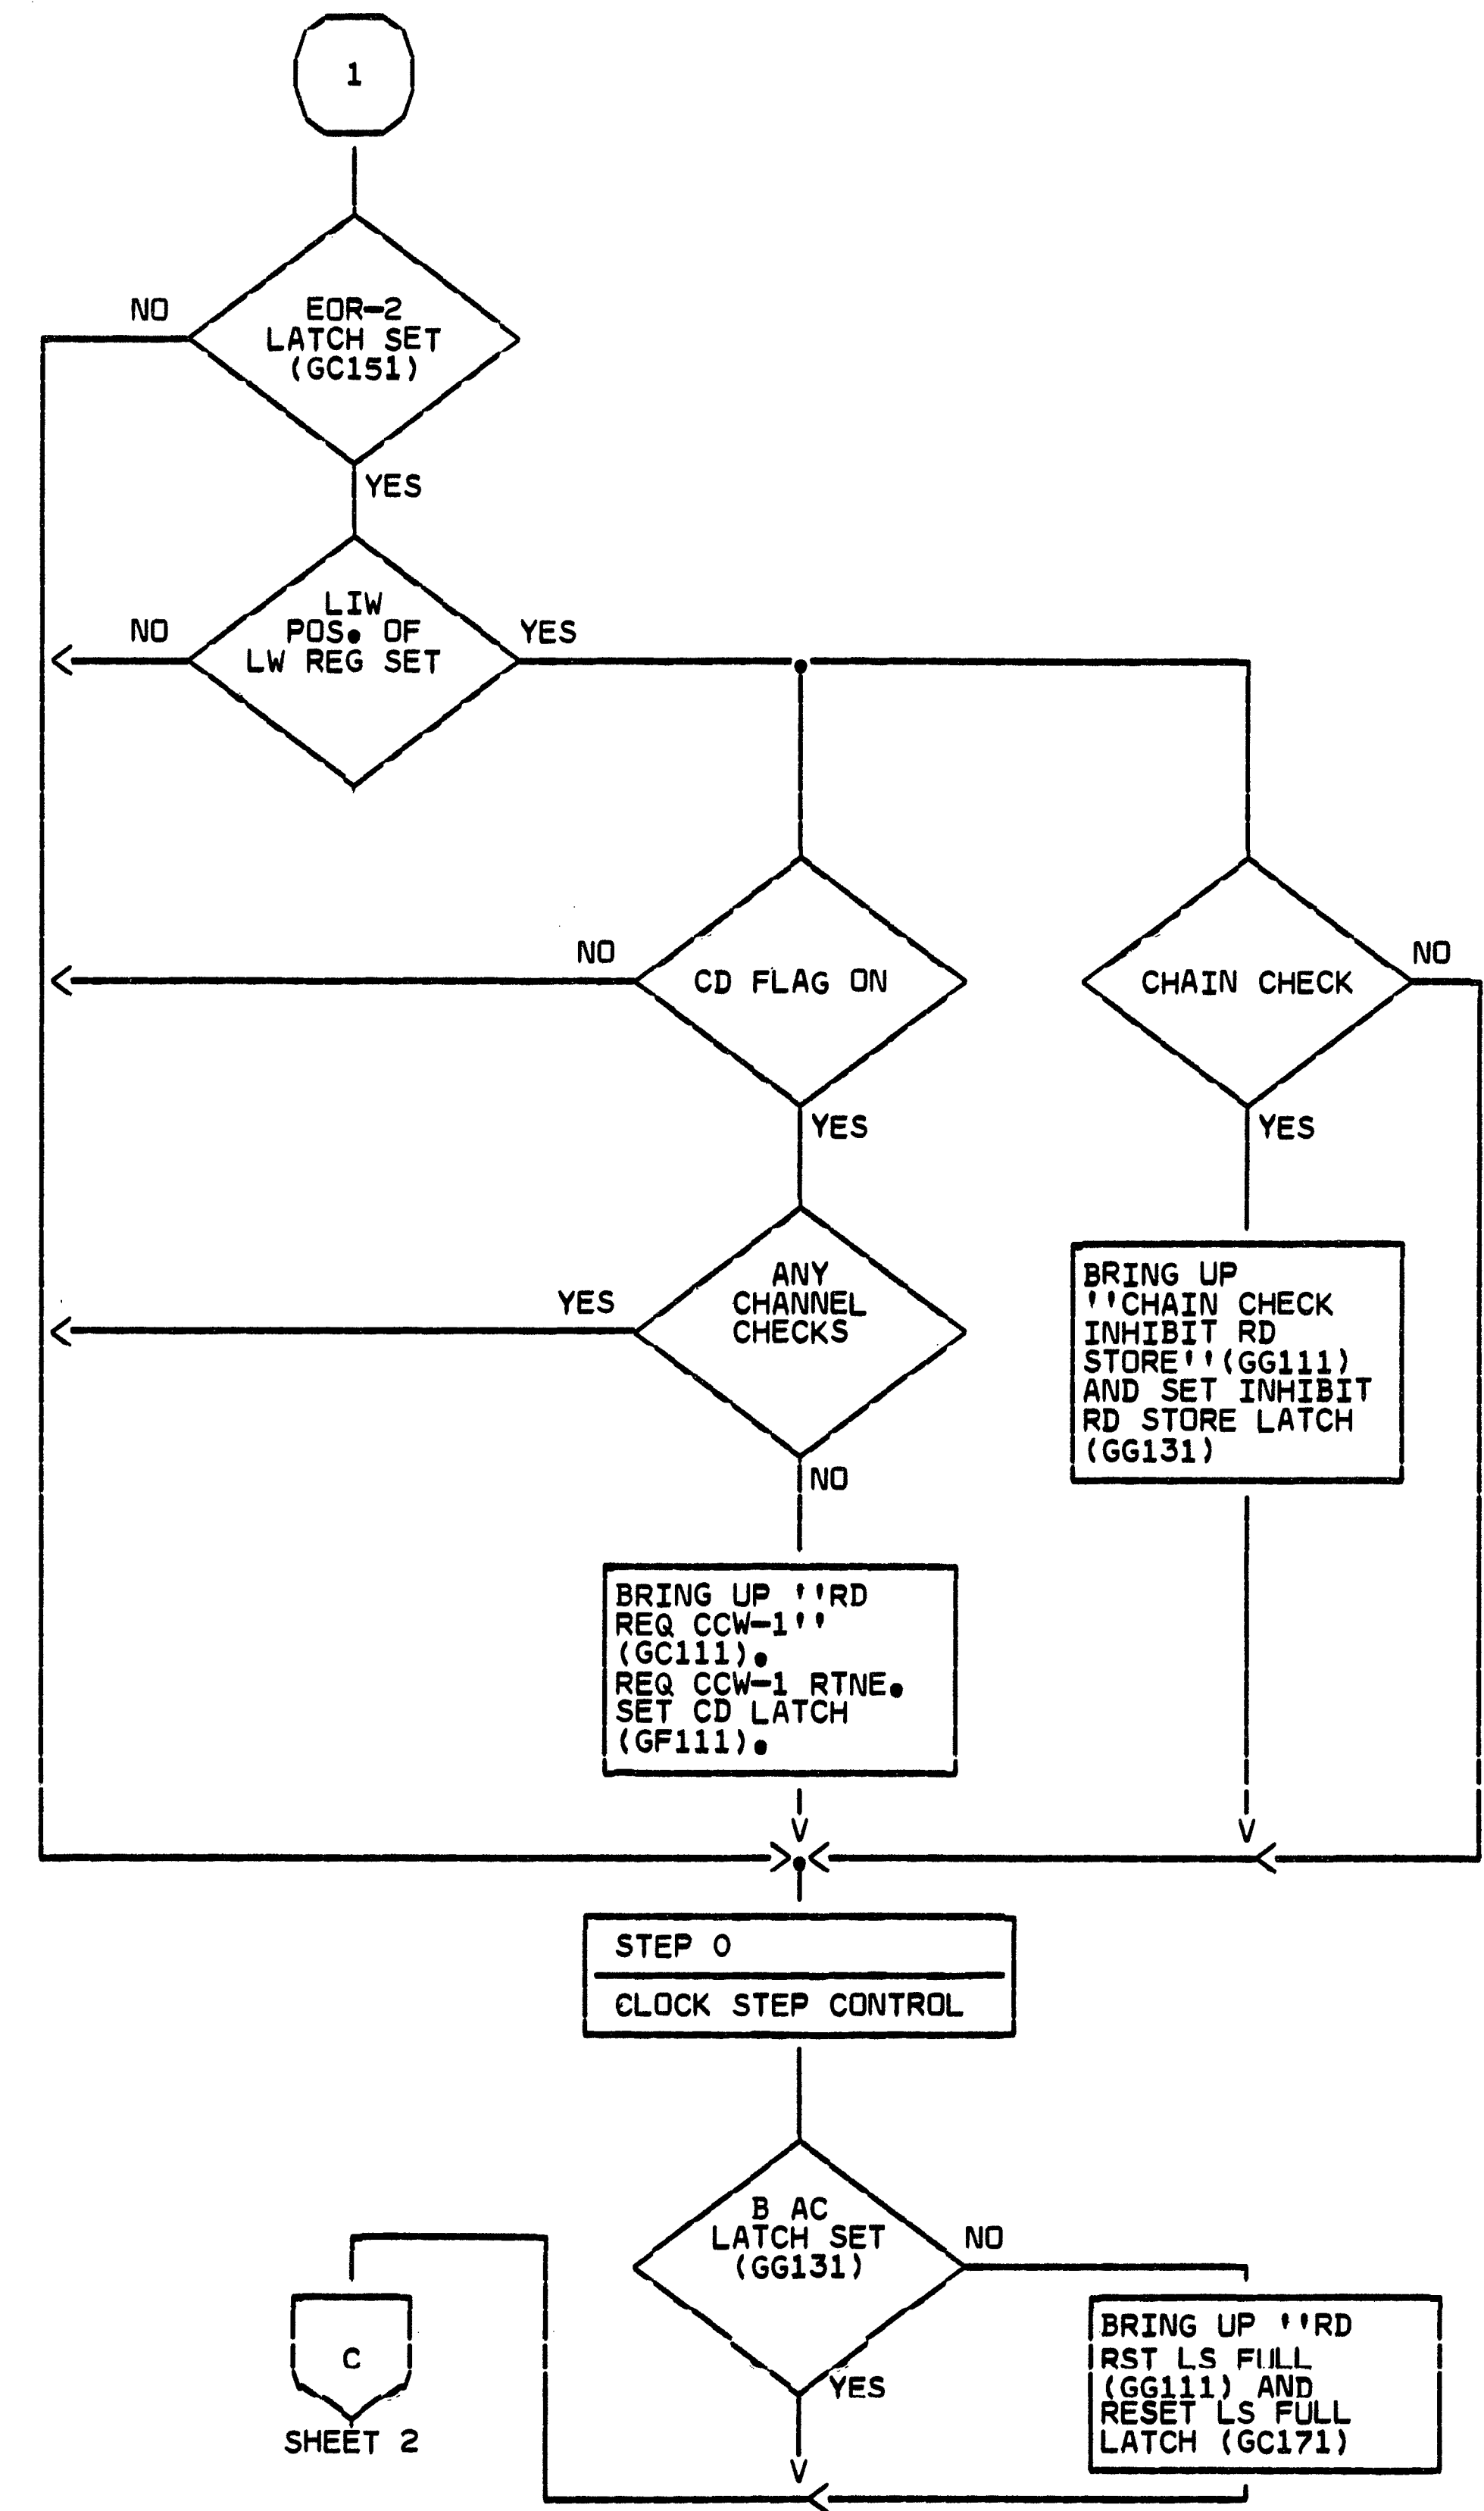 1
NO
EOR-2
LATCH SET
(GC151)
YES
NO
LIW
POS. OF
LW REG SET
YES
NO
CD FLAG ON
YES
CHAIN CHECK
NO
YES
YES
ANY
CHANNEL
CHECKS
NO
BRING UP
''CHAIN CHECK
INHIBIT RD
STORE''(GG111)
AND SET INHIBIT
RD STORE LATCH
(GG131)
BRING UP ''RD
REQ CCW-1''
(GC111).
REQ CCW-1 RTNE.
SET CD LATCH
(GF111).
STEP 0
CLOCK STEP CONTROL
B AC
LATCH SET
(GG131)
NO
YES
BRING UP ''RD
RST LS FULL
(GG111) AND
RESET LS FULL
LATCH (GC171)
C
SHEET 2